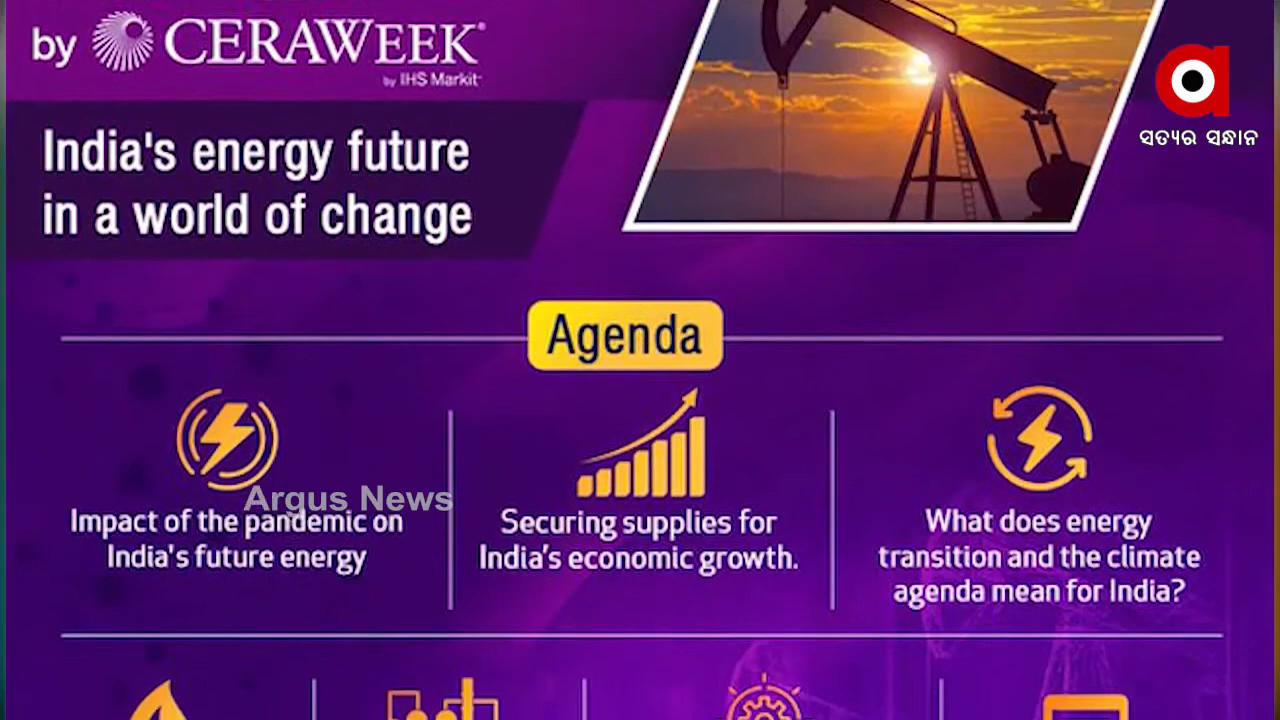 by CERAWEEK
by IHS Markit
ସତ୍ୟର ସନ୍ଧାନ
India's energy future
in a world of change
Agenda
Argus News
Impact of the pandemic on
India's future energy
Securing supplies for
India's economic growth.
What does energy
transition and the climate
agenda mean for India?